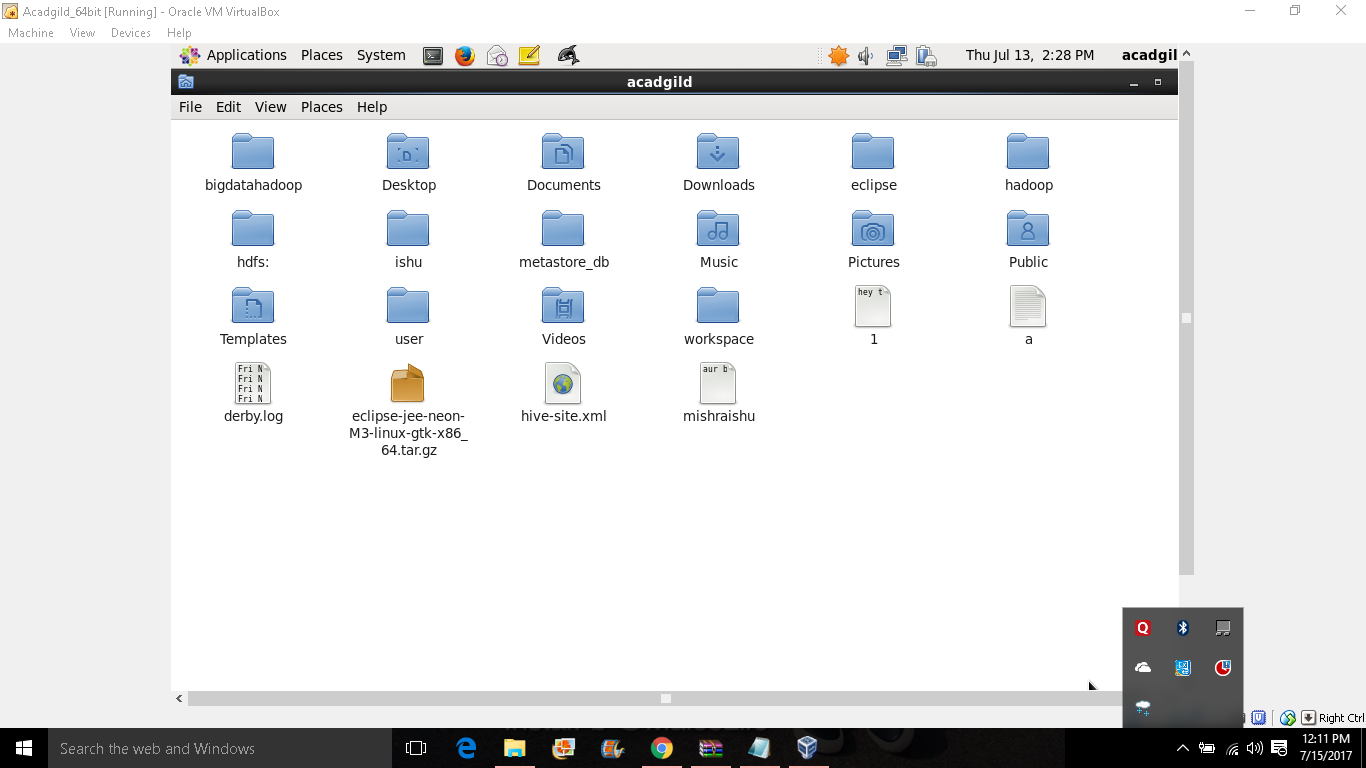 Acadgild_64bit [Running] - Oracle VM VirtualBox
Machine View Devices Help
Applications Places System Thu Jul 13, 2:28 PM acadgil
acadgild
File Edit View Places Help
bigdatahadoop Desktop Documents Downloads eclipse hadoop
hdfs: ishu metastore_db Music Pictures Public
hey t
Templates user Videos workspace 1 a
Fri N
Fri N
Fri N
Fri N
aur b
derby.log eclipse-jee-neon- hive-site.xml mishraishu
M3-linux-gtk-x86_
64.tar.gz
Right Ctrl
Search the web and Windows
12:11 PM
7/15/2017